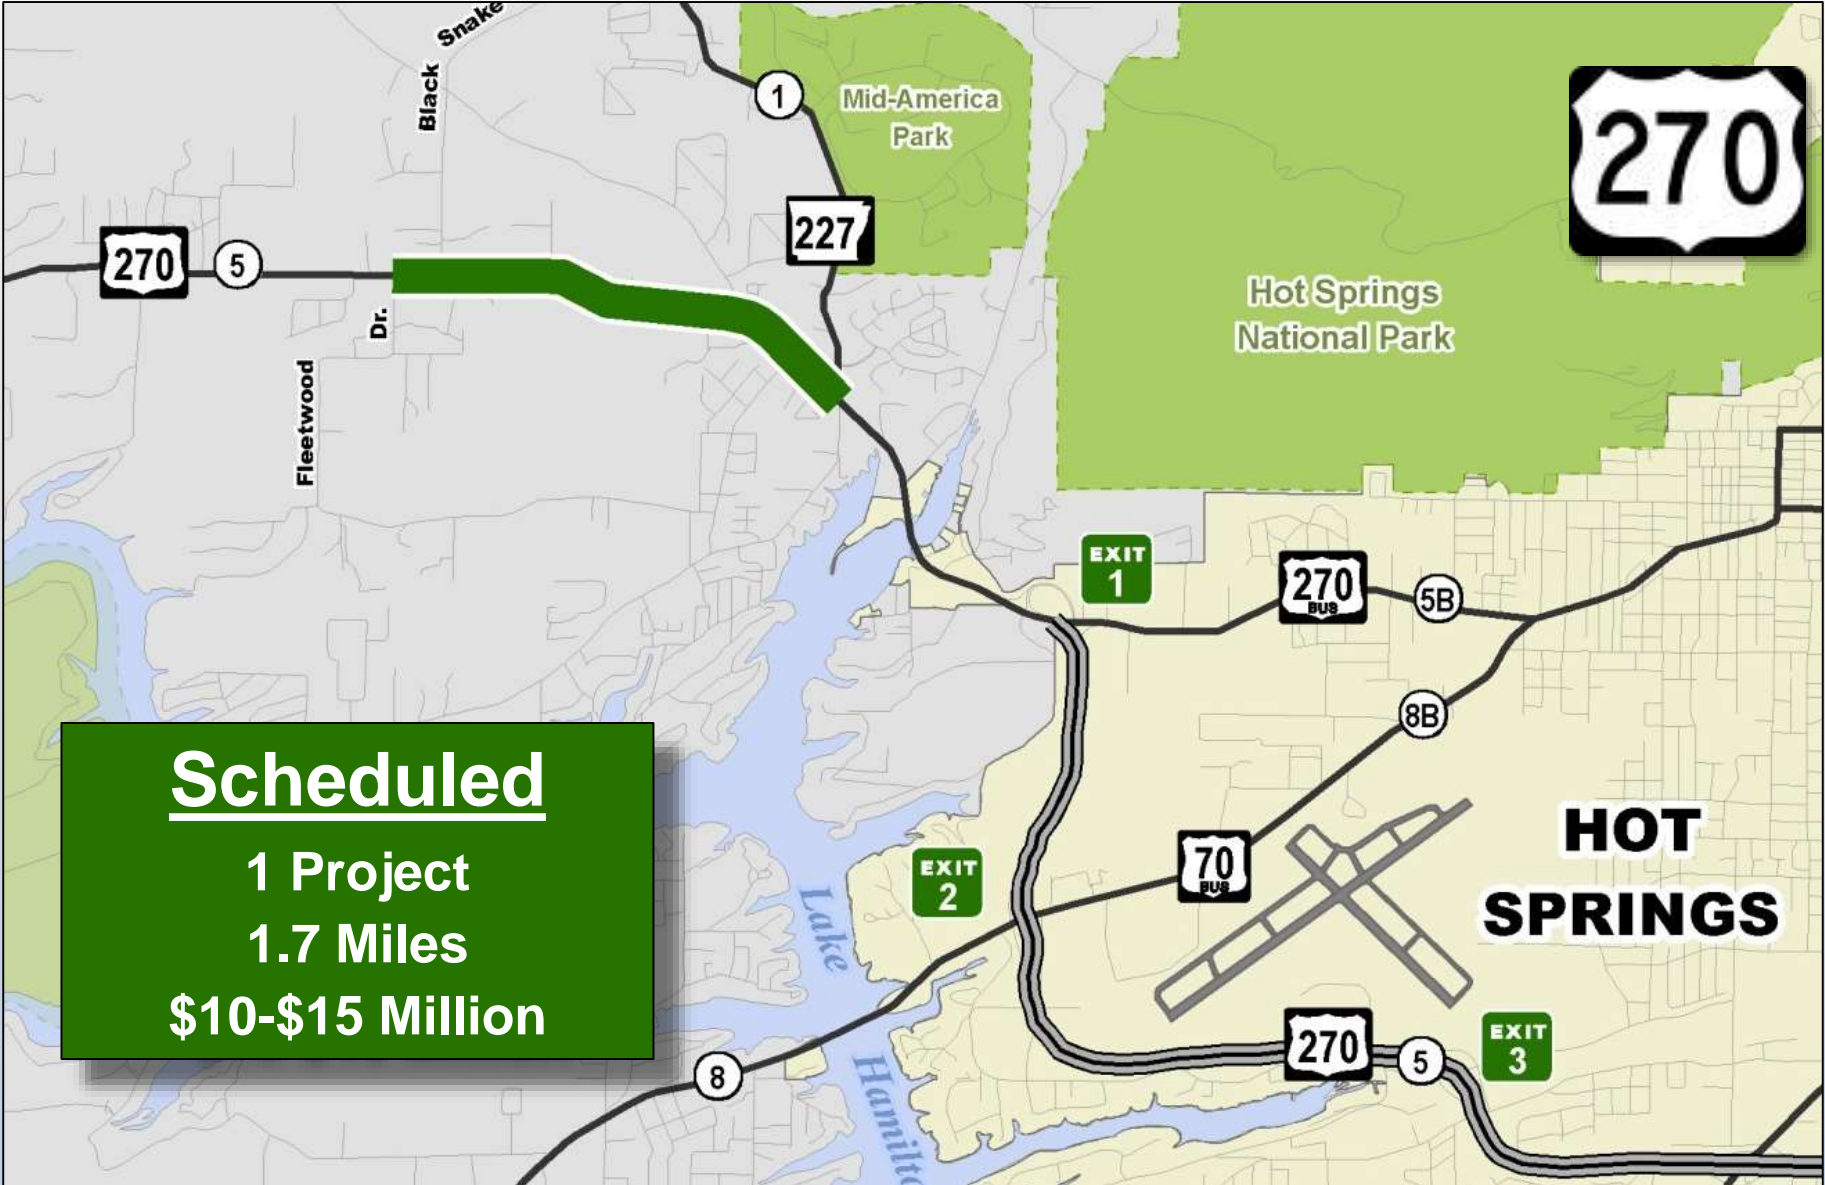 Snake
Black
1
Mid-America
Park
270
227
270
5
Hot Springs
National Park
Dr.
Fleetwood
EXIT
1
270
BUS
5B
8B
Scheduled
1 Project
1.7 Miles
$10-$15 Million
HOT
SPRINGS
EXIT
2
70
BUS
Lake
Hamilto
270
5
EXIT
3
8